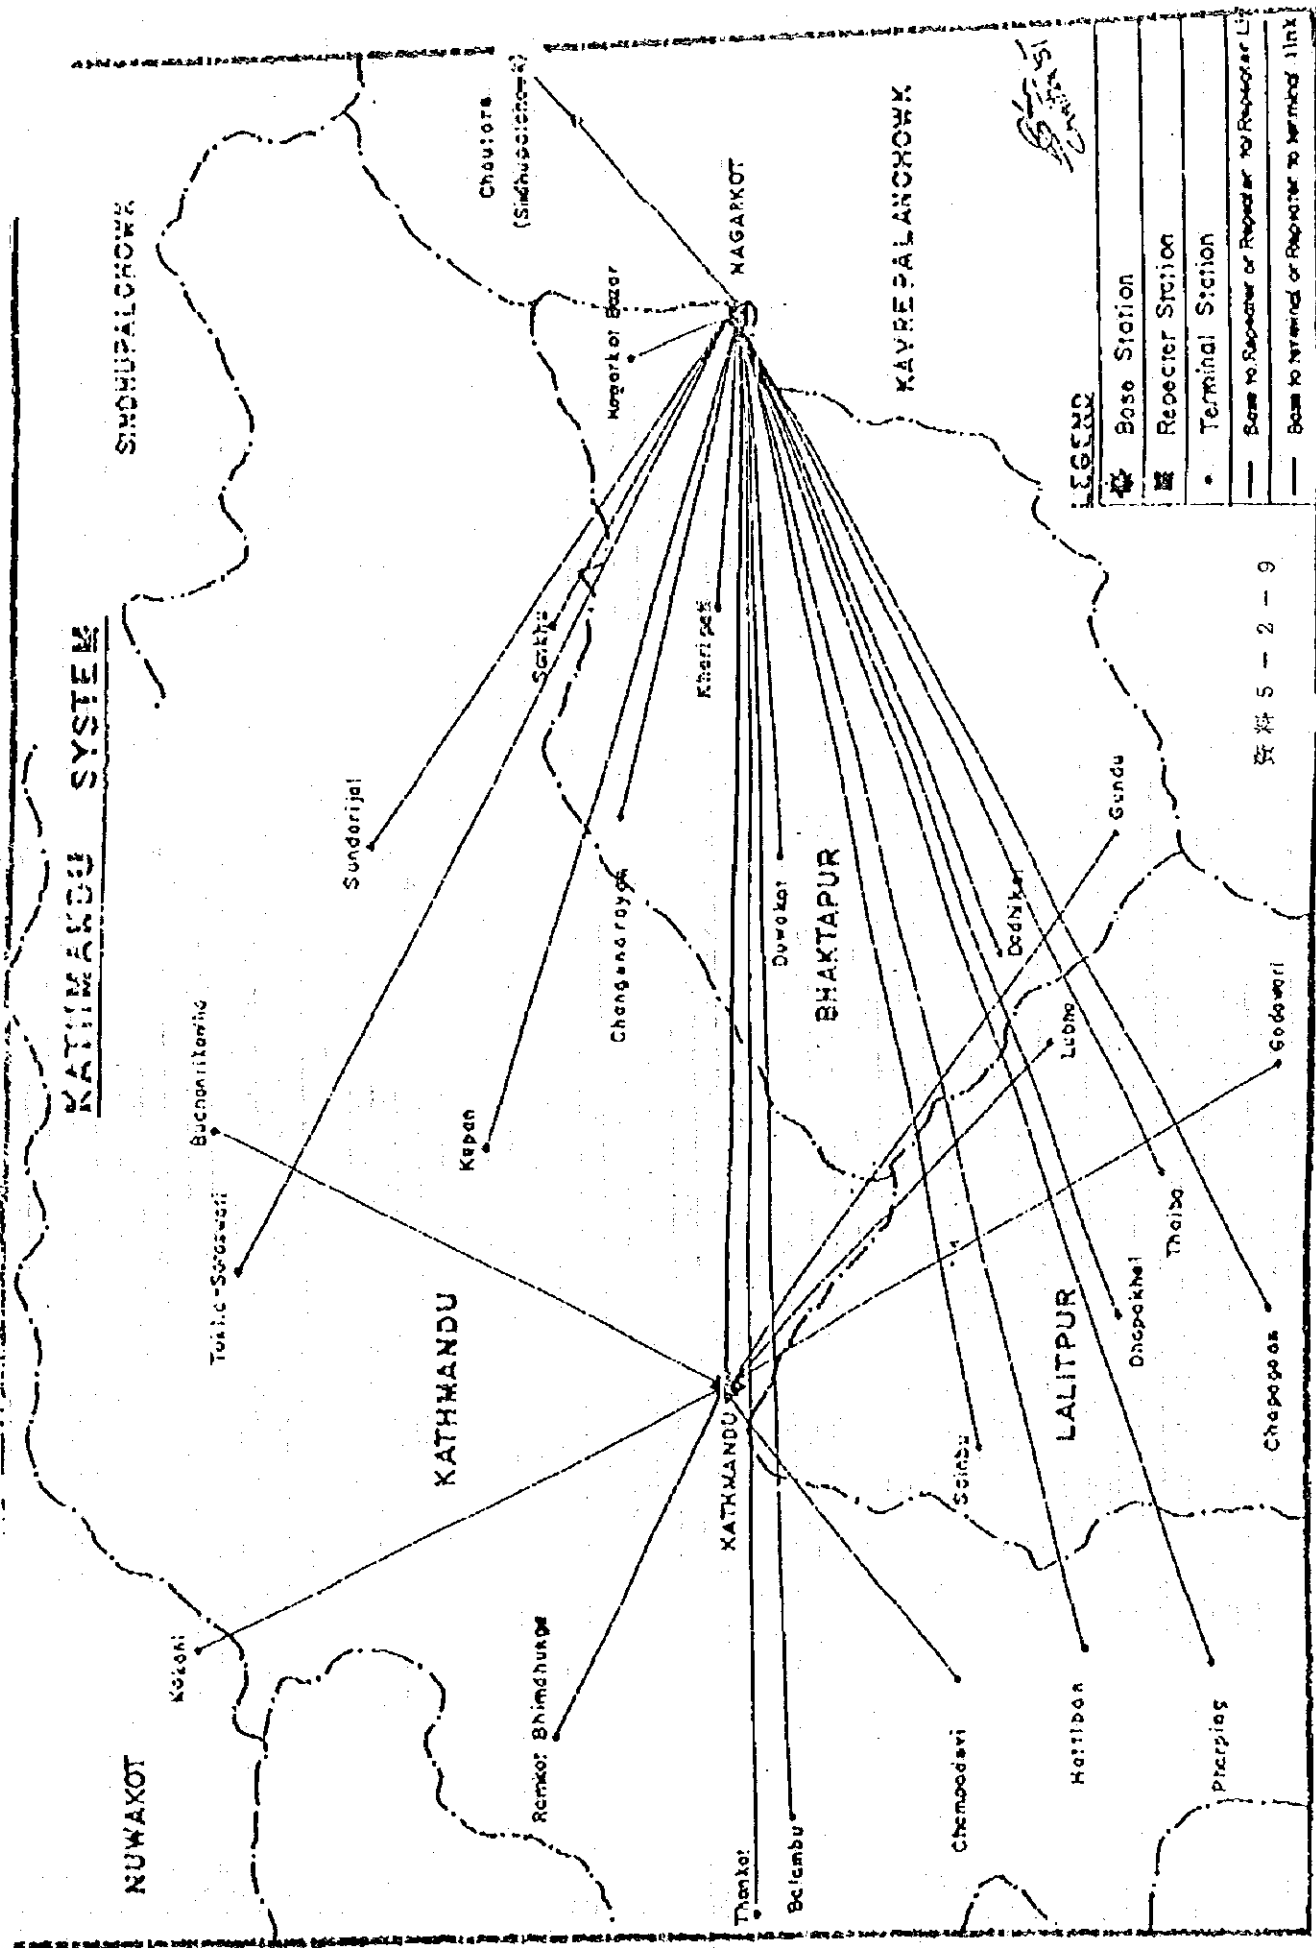 KATHMANDU SYSTEM
NUWAKOT
SINDHUPALCHOWK
Kakani
Buchanrikantha
Tokha-Saraswati
Sundarijal
Chautara
(Sindhupalchowk)
KATHMANDU
Kapan
Sankhu
Nagarkot Bazar
Ramkot Bhimdhunga
Changunarayan
Kharipati
NAGARKOT
KATHMANDU
Thankot
Balambu
Duwakot
BHAKTAPUR
KAVREPALANCHOWK
Champadevi
Sainbu
Dadhikot
Lubhu
Gundu
Hattiban
LALITPUR
Dhapakhel
Thaiba
Pharping
Chapagaon
Godawari
LEGEND
Base Station
Repeater Station
Terminal Station
Base to Repeater or Repeater to Repeater Li
Base to terminal or Repeater to terminal link
資料5-2-9